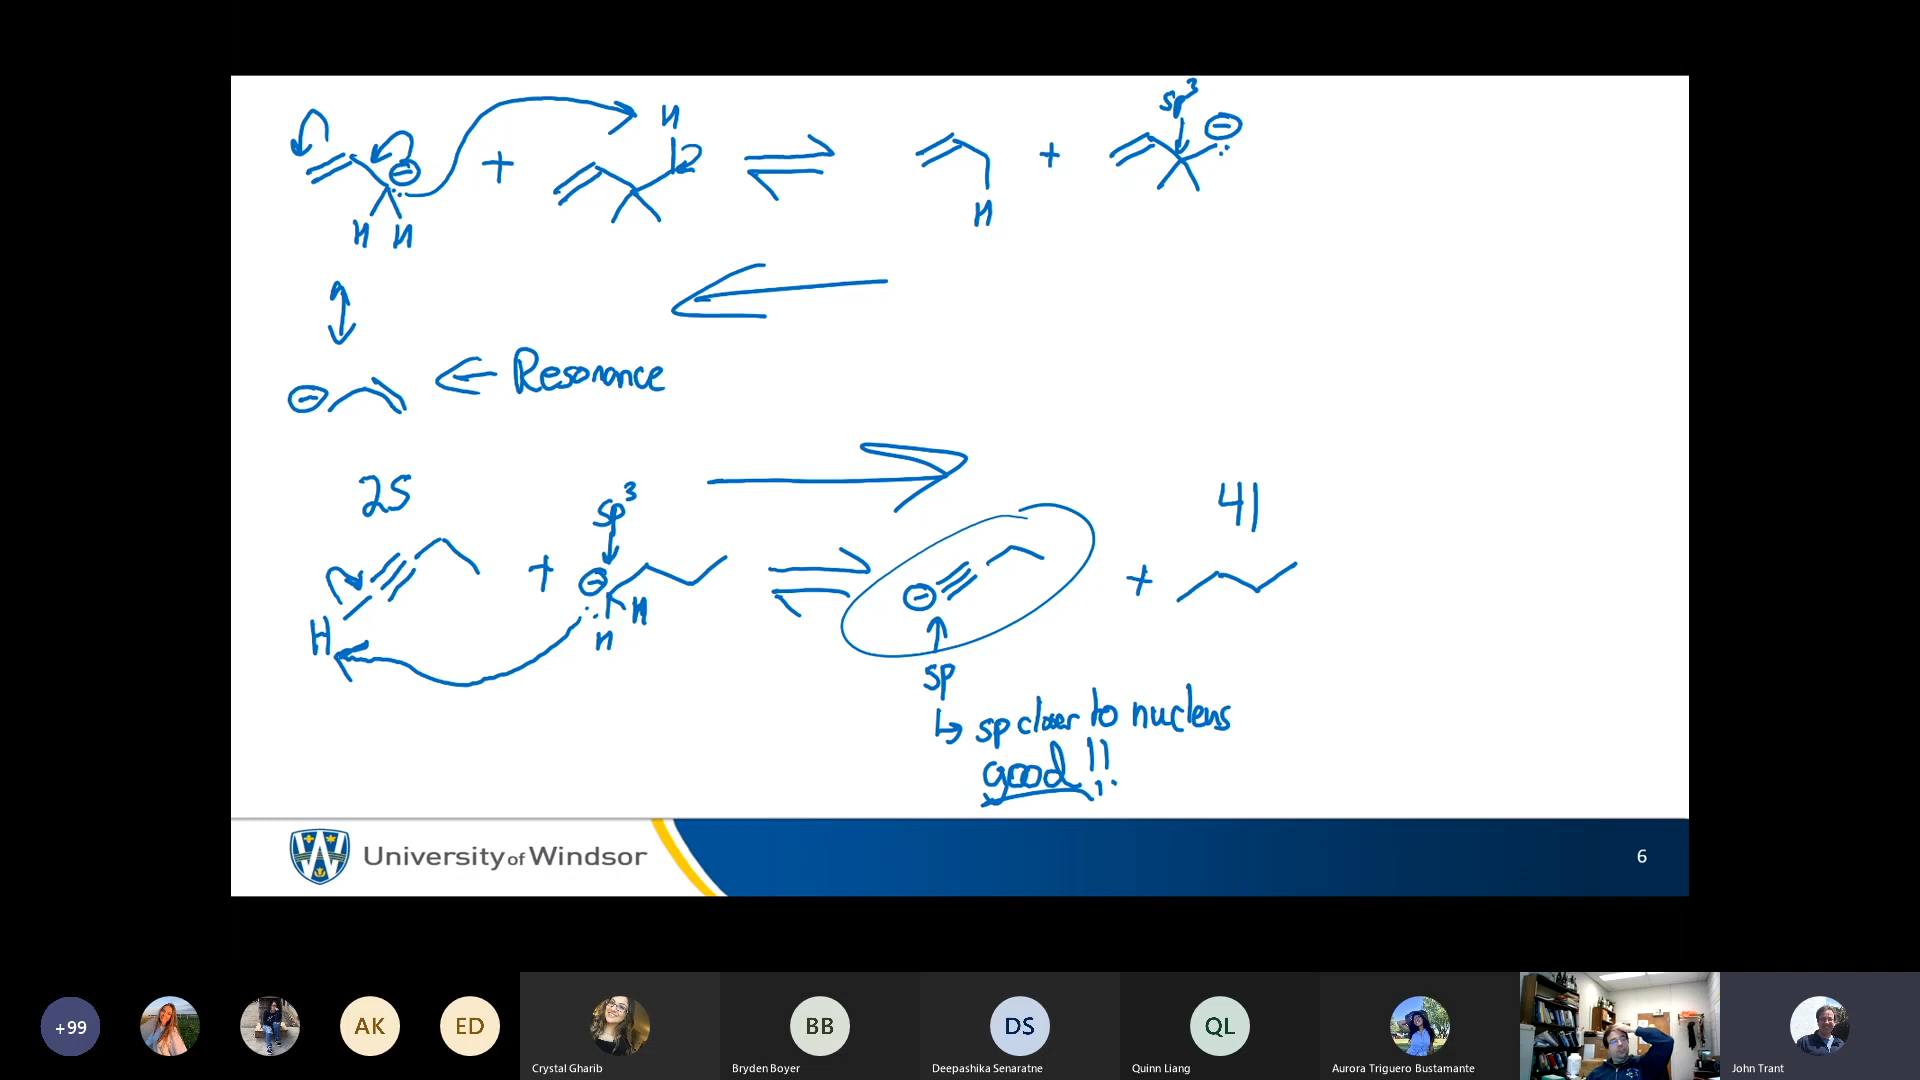 sp³
H
⊖
⊖
+
⇌
+
H H
H
⊖
← Resonance
25
sp³
41
⊖
+
⇌
⊖
+
H
H
H
sp
↳ sp closer to nucleus
good!!
University of Windsor
6
+99
AK
ED
BB
DS
QL
Crystal Gharib
Bryden Boyer
Deepashika Senaratne
Quinn Liang
Aurora Triguero Bustamante
John Trant